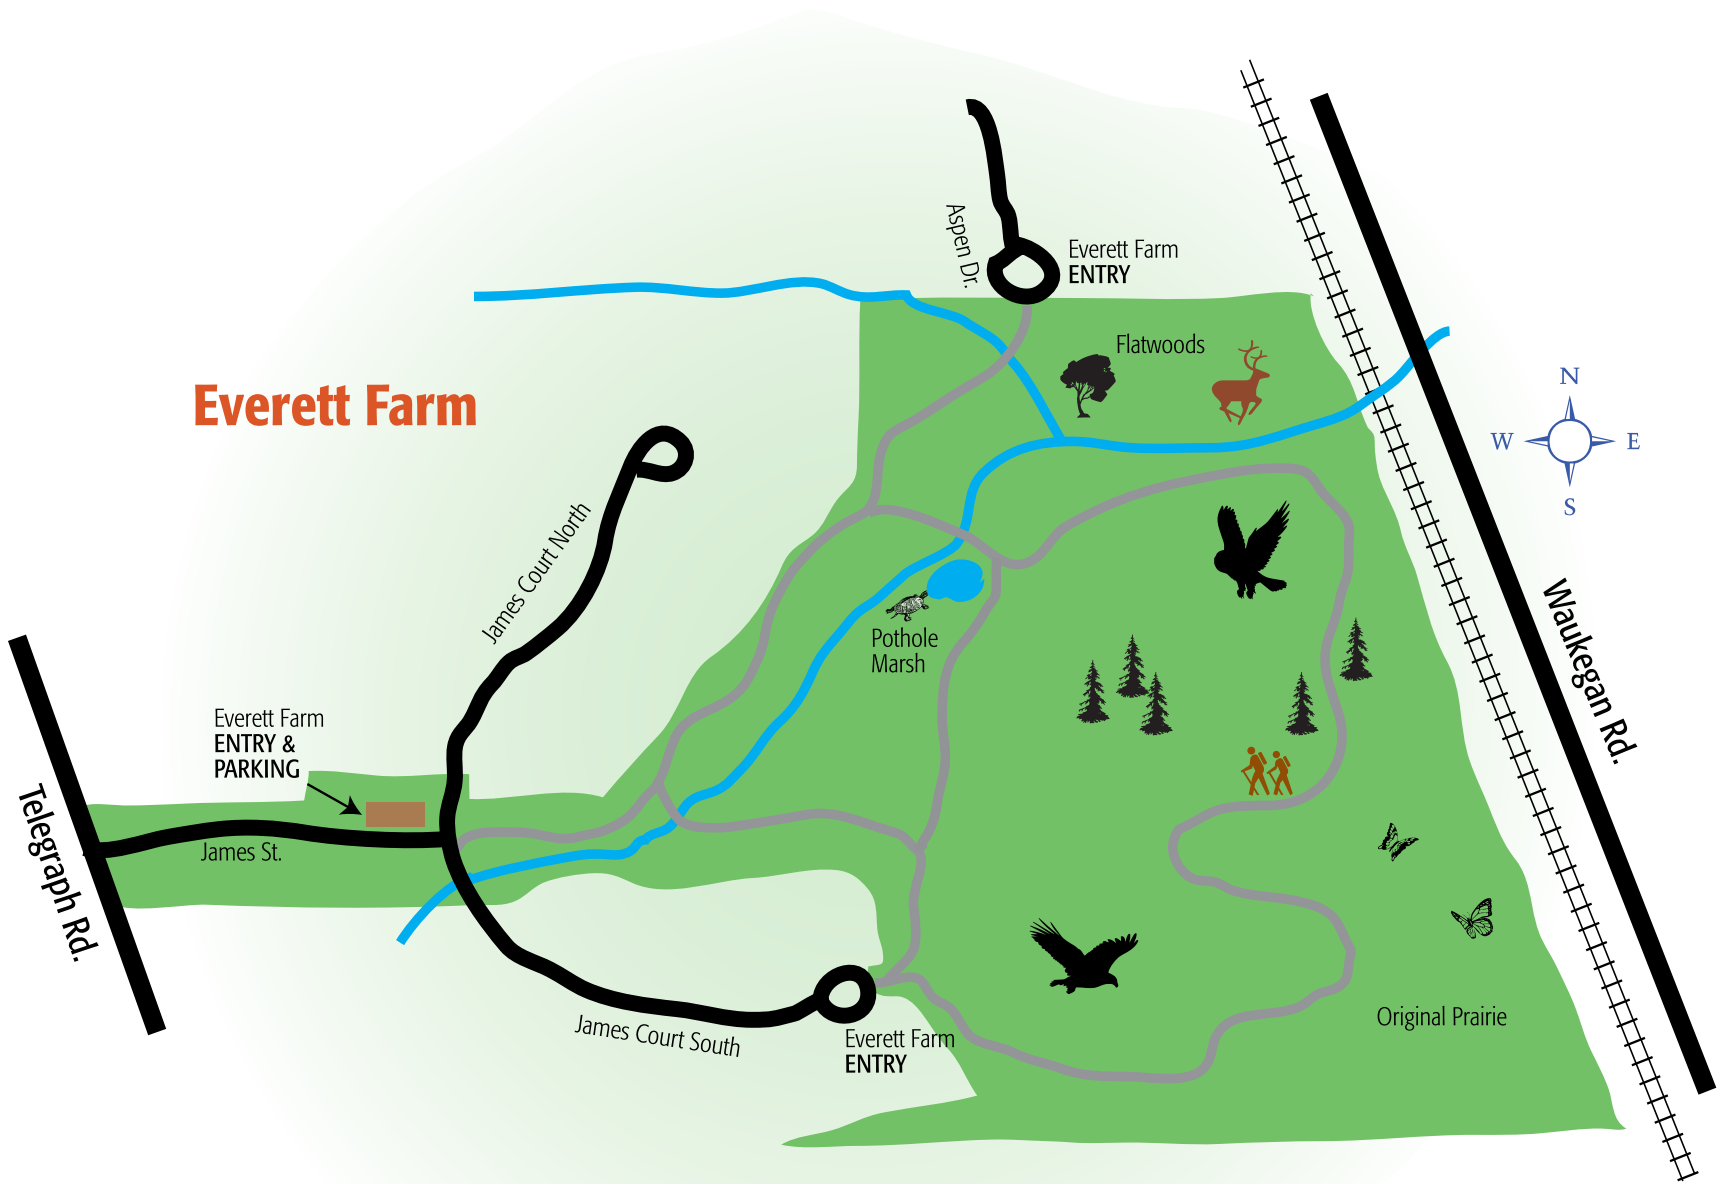 Aspen Dr.
Everett Farm
ENTRY
Flatwoods
Everett Farm
N
W
E
S
James Court North
Pothole
Marsh
Waukegan Rd.
Everett Farm
ENTRY &
PARKING
Telegraph Rd.
James St.
Original Prairie
James Court South
Everett Farm
ENTRY